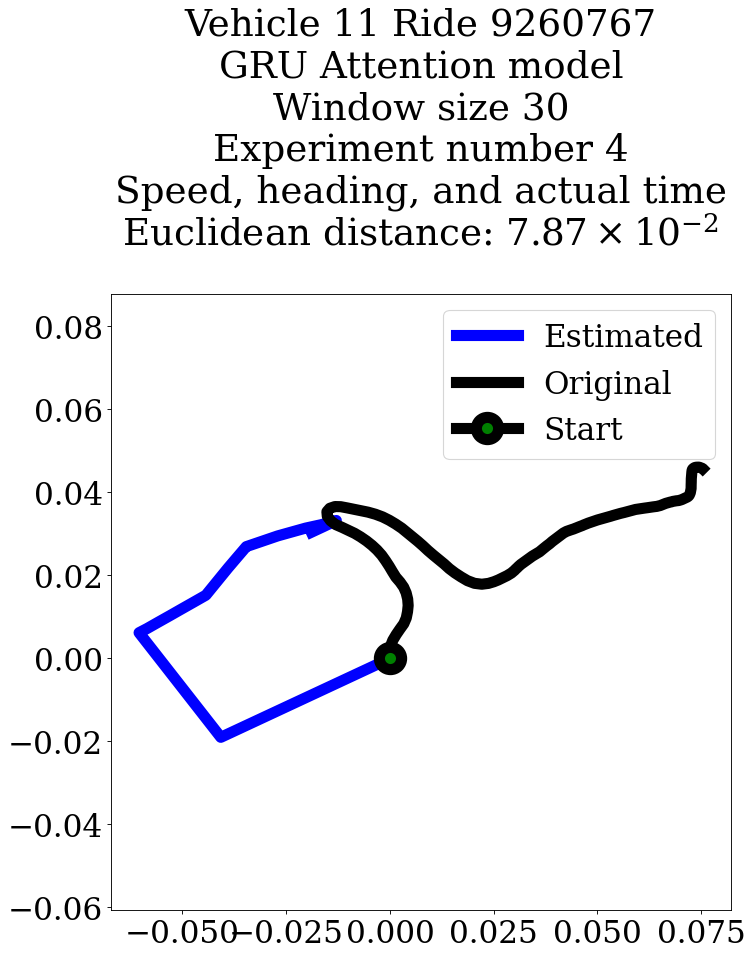 Vehicle 11 Ride 9260767
GRU Attention model
Window size 30
Experiment number 4
Speed, heading, and actual time
Euclidean distance: 7.87 × 10⁻²
Estimated
Original
Start
0.08
0.06
0.04
0.02
0.00
−0.02
−0.04
−0.06
−0.050 −0.025 0.000 0.025 0.050 0.075